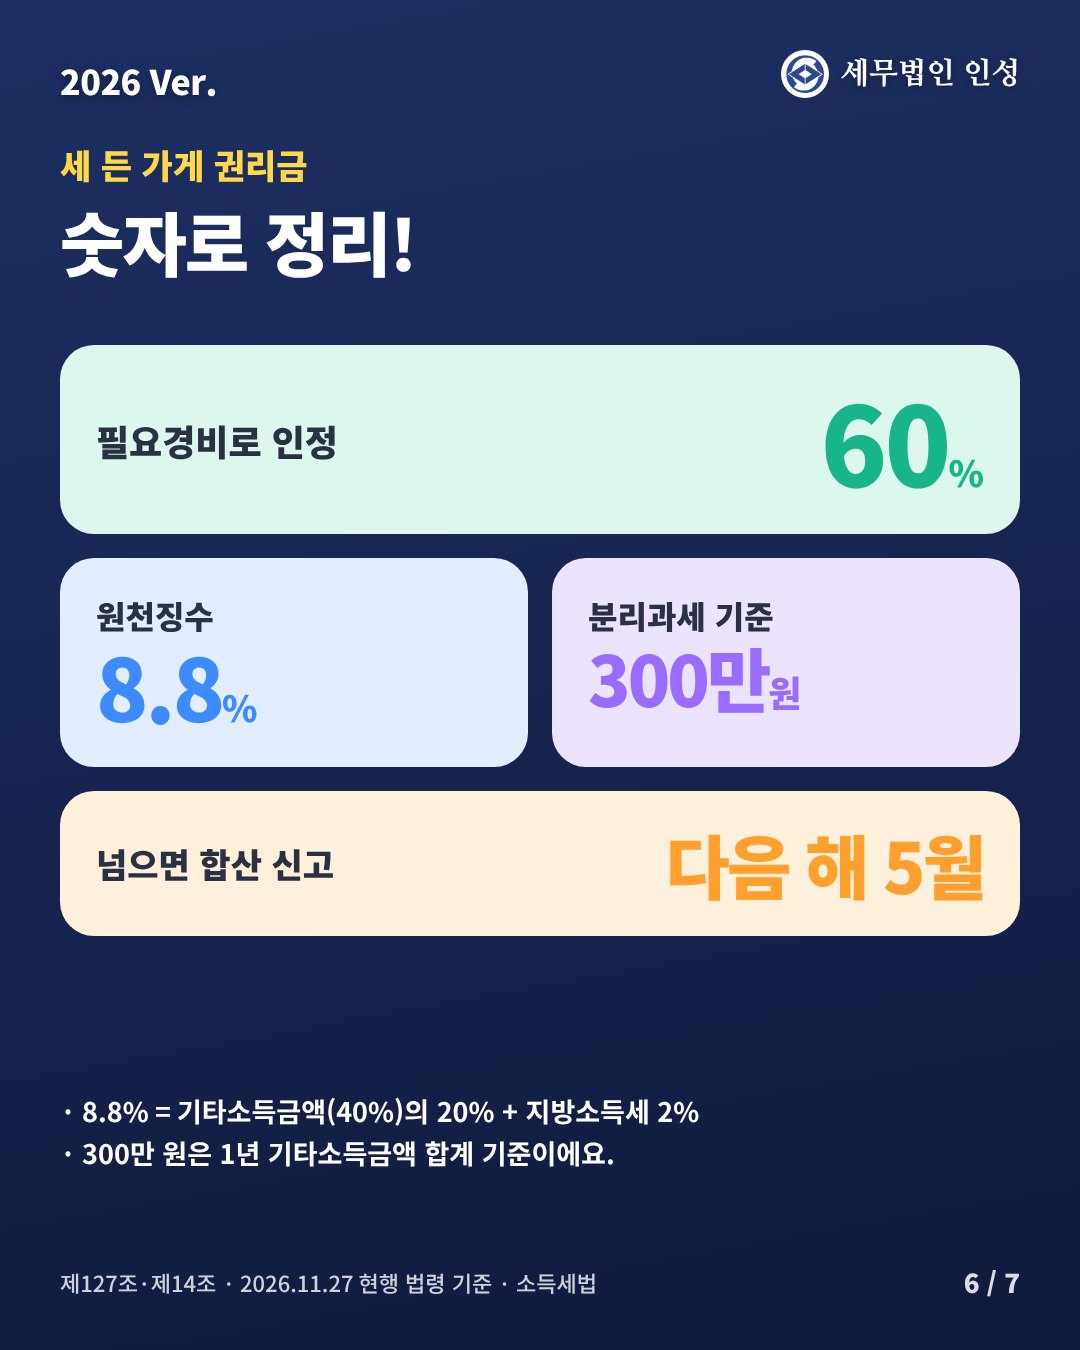 2026 Ver.
세무법인 인성
세 든 가게 권리금
숫자로 정리!
필요경비로 인정
60%
원천징수
8.8%
분리과세 기준
300만원
넘으면 합산 신고
다음 해 5월
· 8.8% = 기타소득금액(40%)의 20% + 지방소득세 2%
· 300만 원은 1년 기타소득금액 합계 기준이에요.
제127조·제14조 · 2026.11.27 현행 법령 기준 · 소득세법
6 / 7